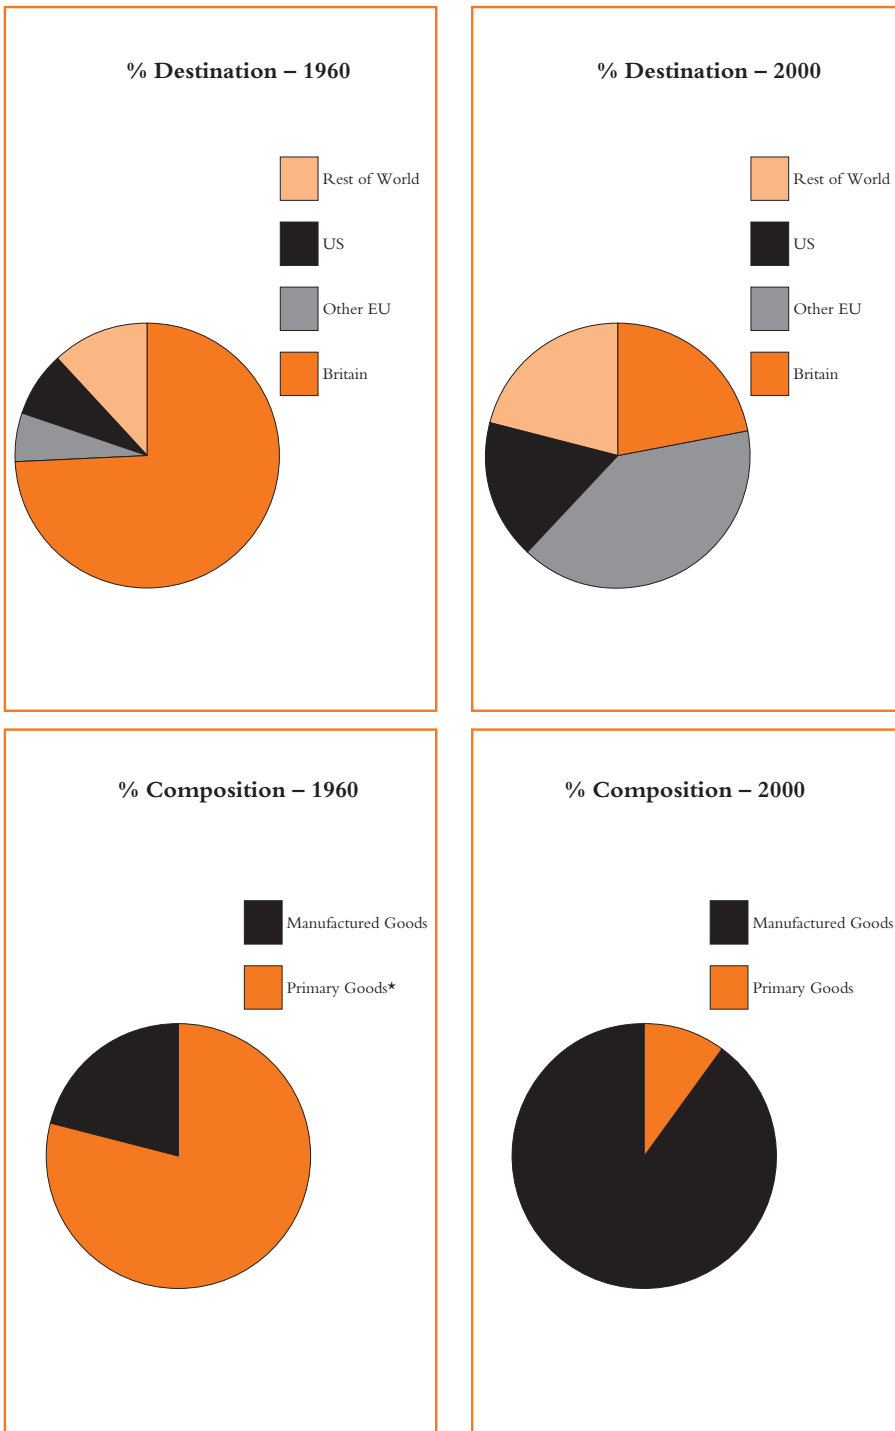 % Destination – 1960
Rest of World
US
Other EU
Britain
% Destination – 2000
Rest of World
US
Other EU
Britain
% Composition – 1960
Manufactured Goods
Primary Goods*
% Composition – 2000
Manufactured Goods
Primary Goods